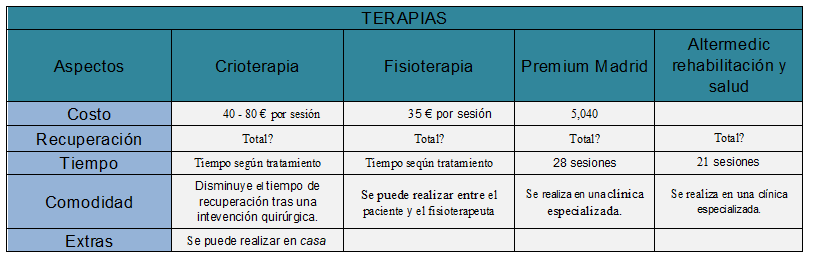 TERAPIAS
Aspectos
Crioterapia
Fisioterapia
Premium Madrid
Altermedic
rehabilitación y
salud
Costo
40 - 80 € por sesión
35 € por sesión
5,040
Recuperación
Total?
Total?
Total?
Total?
Tiempo
Tiempo según tratamiento
Tiempo según tratamiento
28 sesiones
21 sesiones
Comodidad
Disminuye el tiempo de
recuperación tras una
intevención quirúrgica.
Se puede realizar entre el
paciente y el fisioterapeuta
Se realiza en una clínica
especializada.
Se realiza en una clínica
especializada.
Extras
Se puede realizar en casa